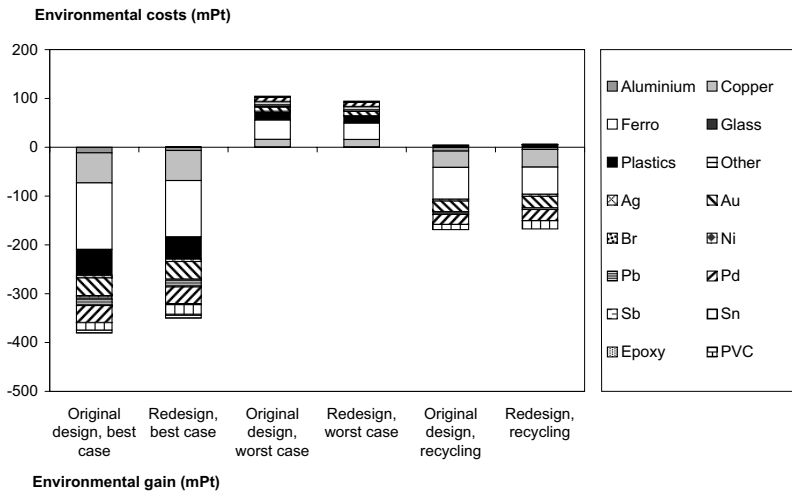 Environmental costs (mPt)
200
100
0
-100
-200
-300
-400
-500
Original design, best case
Redesign, best case
Original design, worst case
Redesign, worst case
Original design, recycling
Redesign, recycling
Environmental gain (mPt)
Aluminium Copper
Ferro Glass
Plastics Other
Ag Au
Br Ni
Pb Pd
Sb Sn
Epoxy PVC